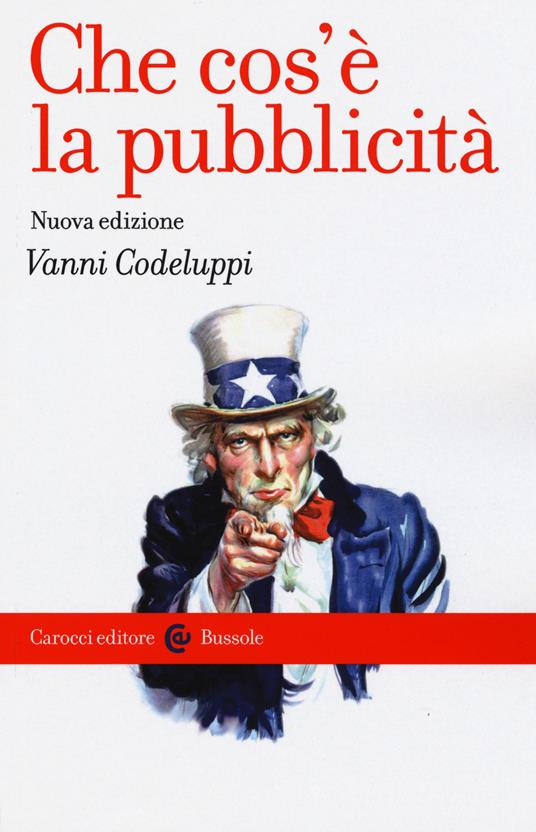 Che cos'è
la pubblicità
Nuova edizione
Vanni Codeluppi
Carocci editore Bussole